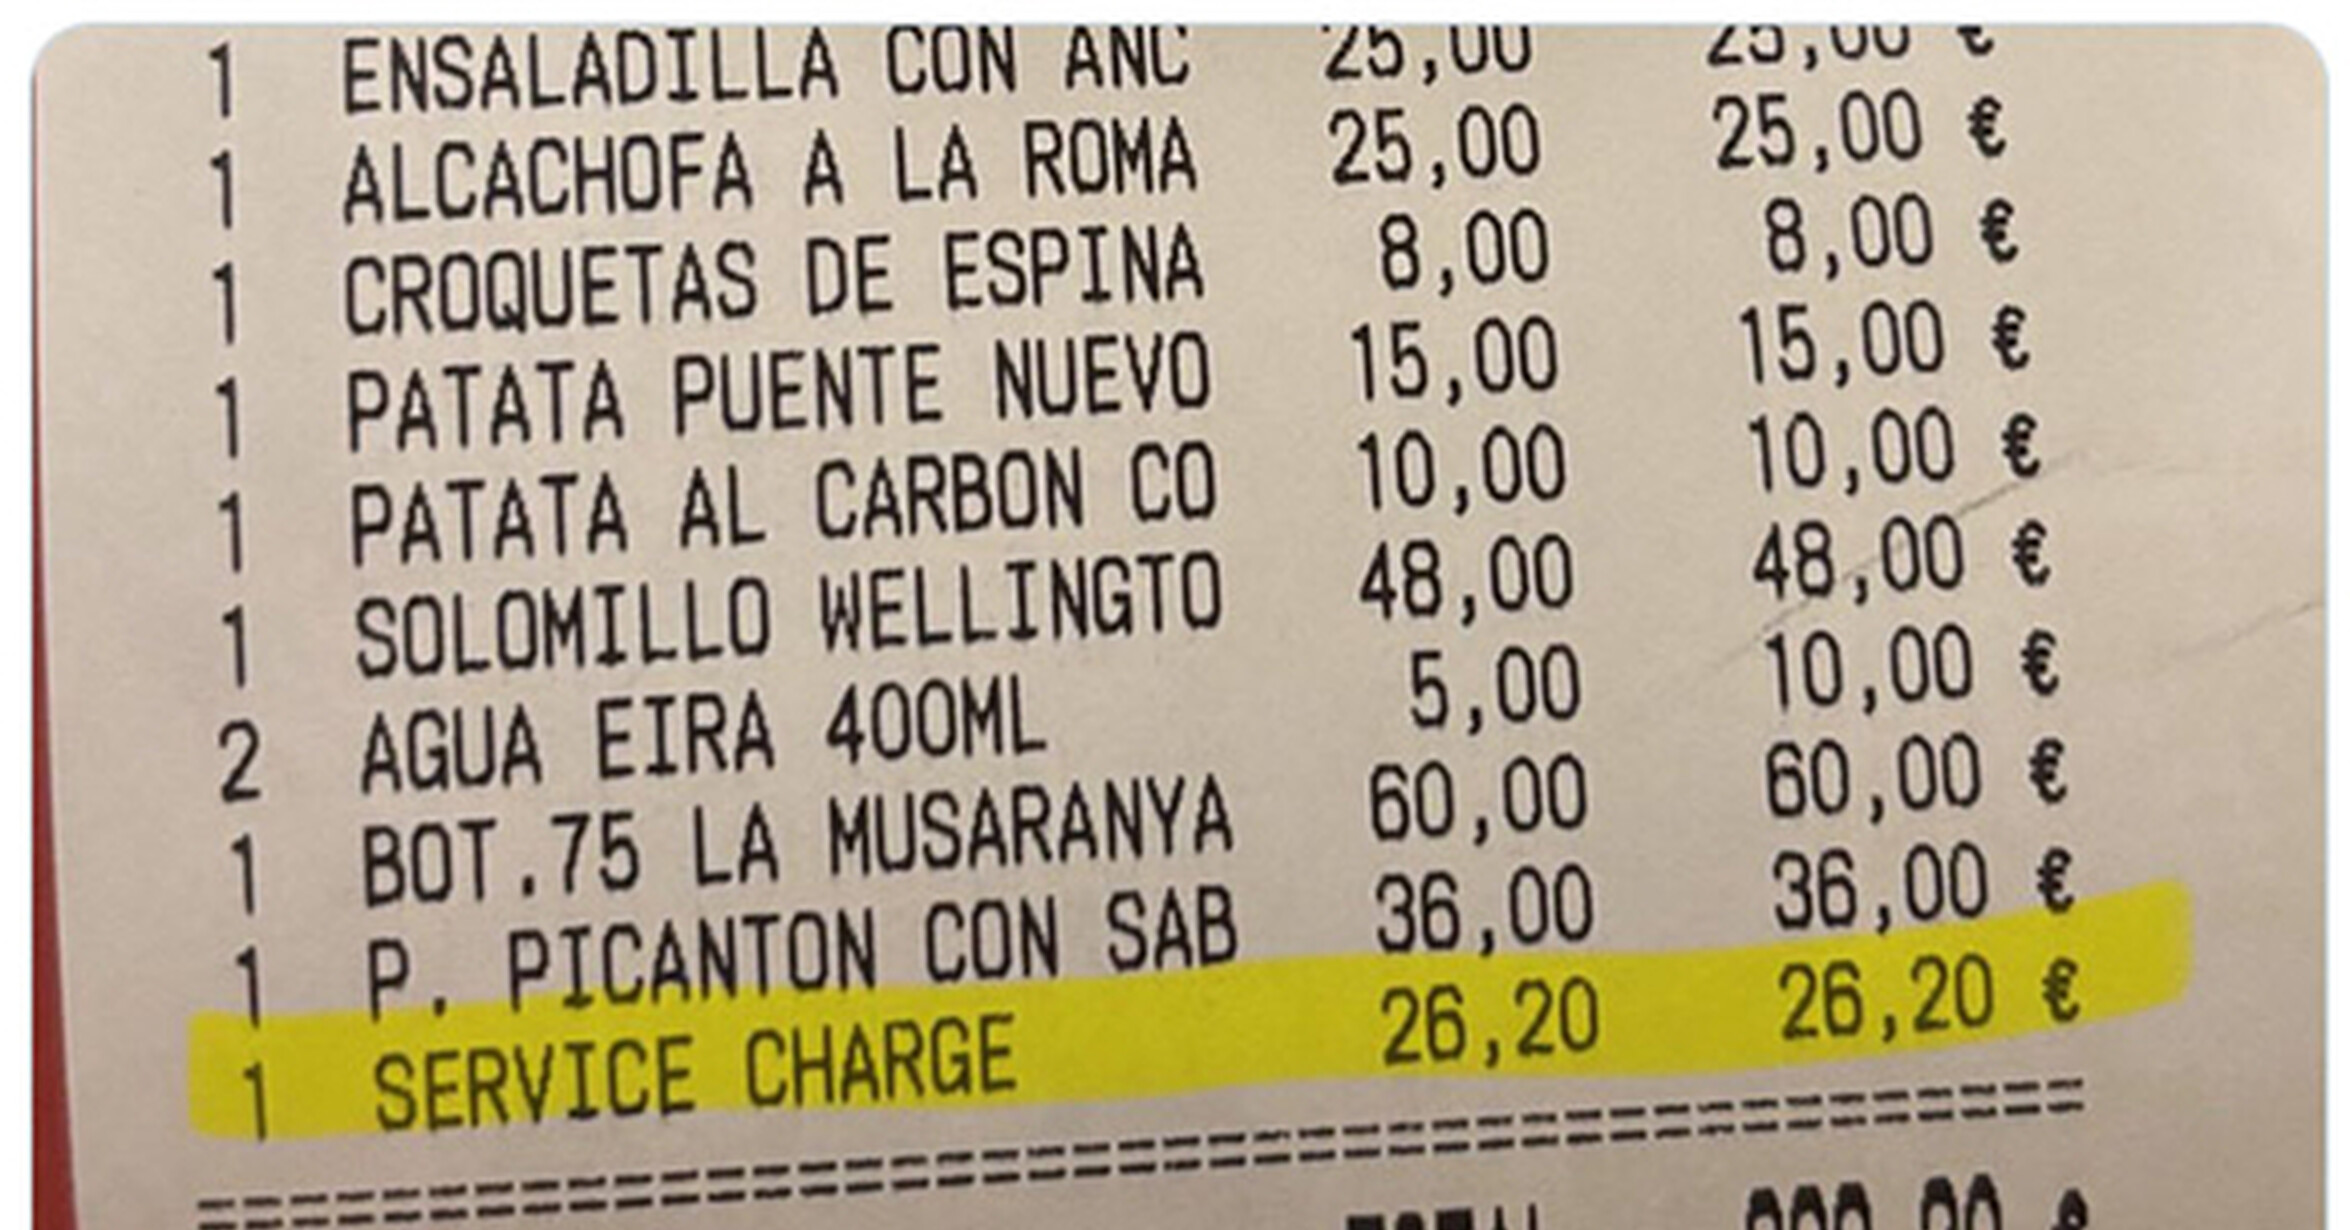 1 ENSALADILLA CON ANC 25,00 25,00 €
1 ALCACHOFA A LA ROMA 25,00 25,00 €
1 CROQUETAS DE ESPINA 8,00 8,00 €
1 PATATA PUENTE NUEVO 15,00 15,00 €
1 PATATA AL CARBON CO 10,00 10,00 €
1 SOLOMILLO WELLINGTO 48,00 48,00 €
2 AGUA EIRA 400ML 5,00 10,00 €
1 BOT.75 LA MUSARANYA 60,00 60,00 €
1 P. PICANTON CON SAB 36,00 36,00 €
1 SERVICE CHARGE 26,20 26,20 €